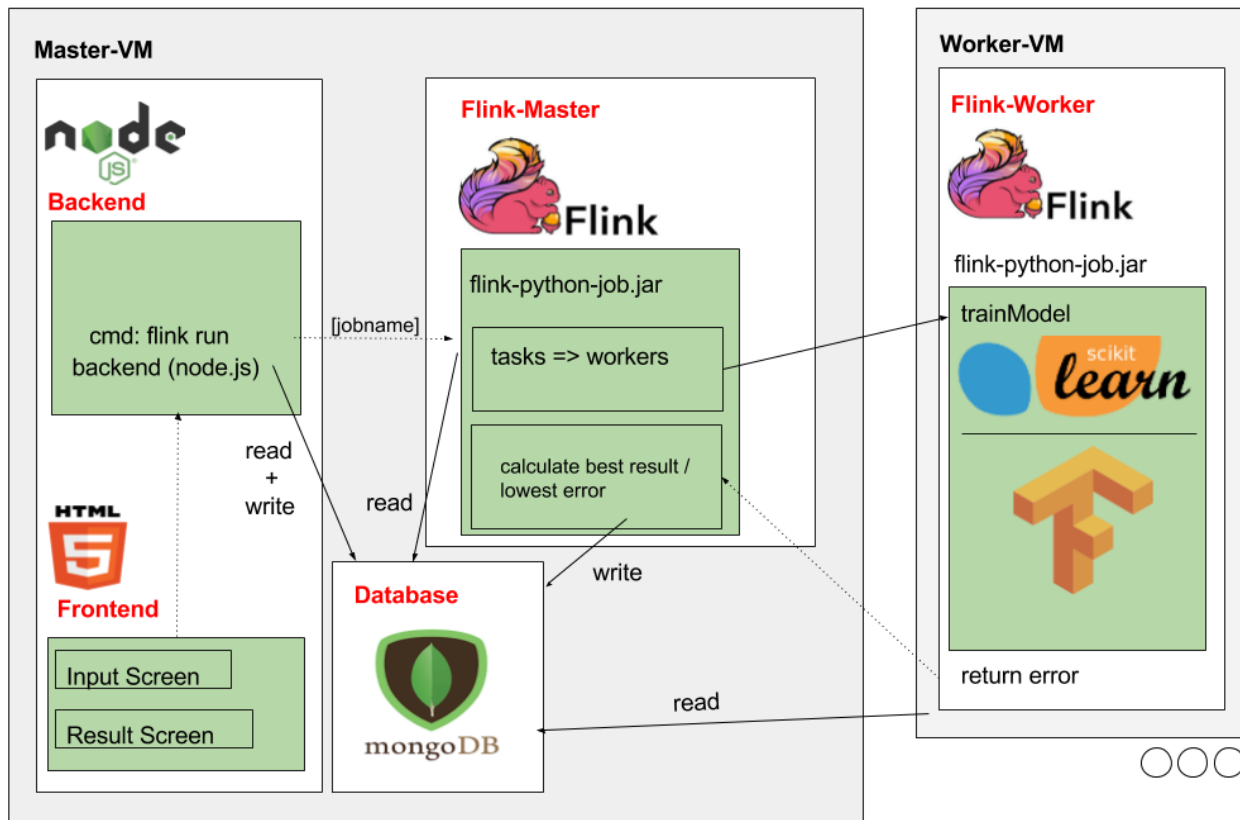 Master-VM
node
JS
Backend
cmd: flink run
backend (node.js)
[jobname]
read
+
write
HTML
5
Frontend
Input Screen
Result Screen
Flink-Master
Flink
flink-python-job.jar
tasks => workers
calculate best result /
lowest error
read
write
Database
mongoDB
read
Worker-VM
Flink-Worker
Flink
flink-python-job.jar
trainModel
scikit
learn
return error